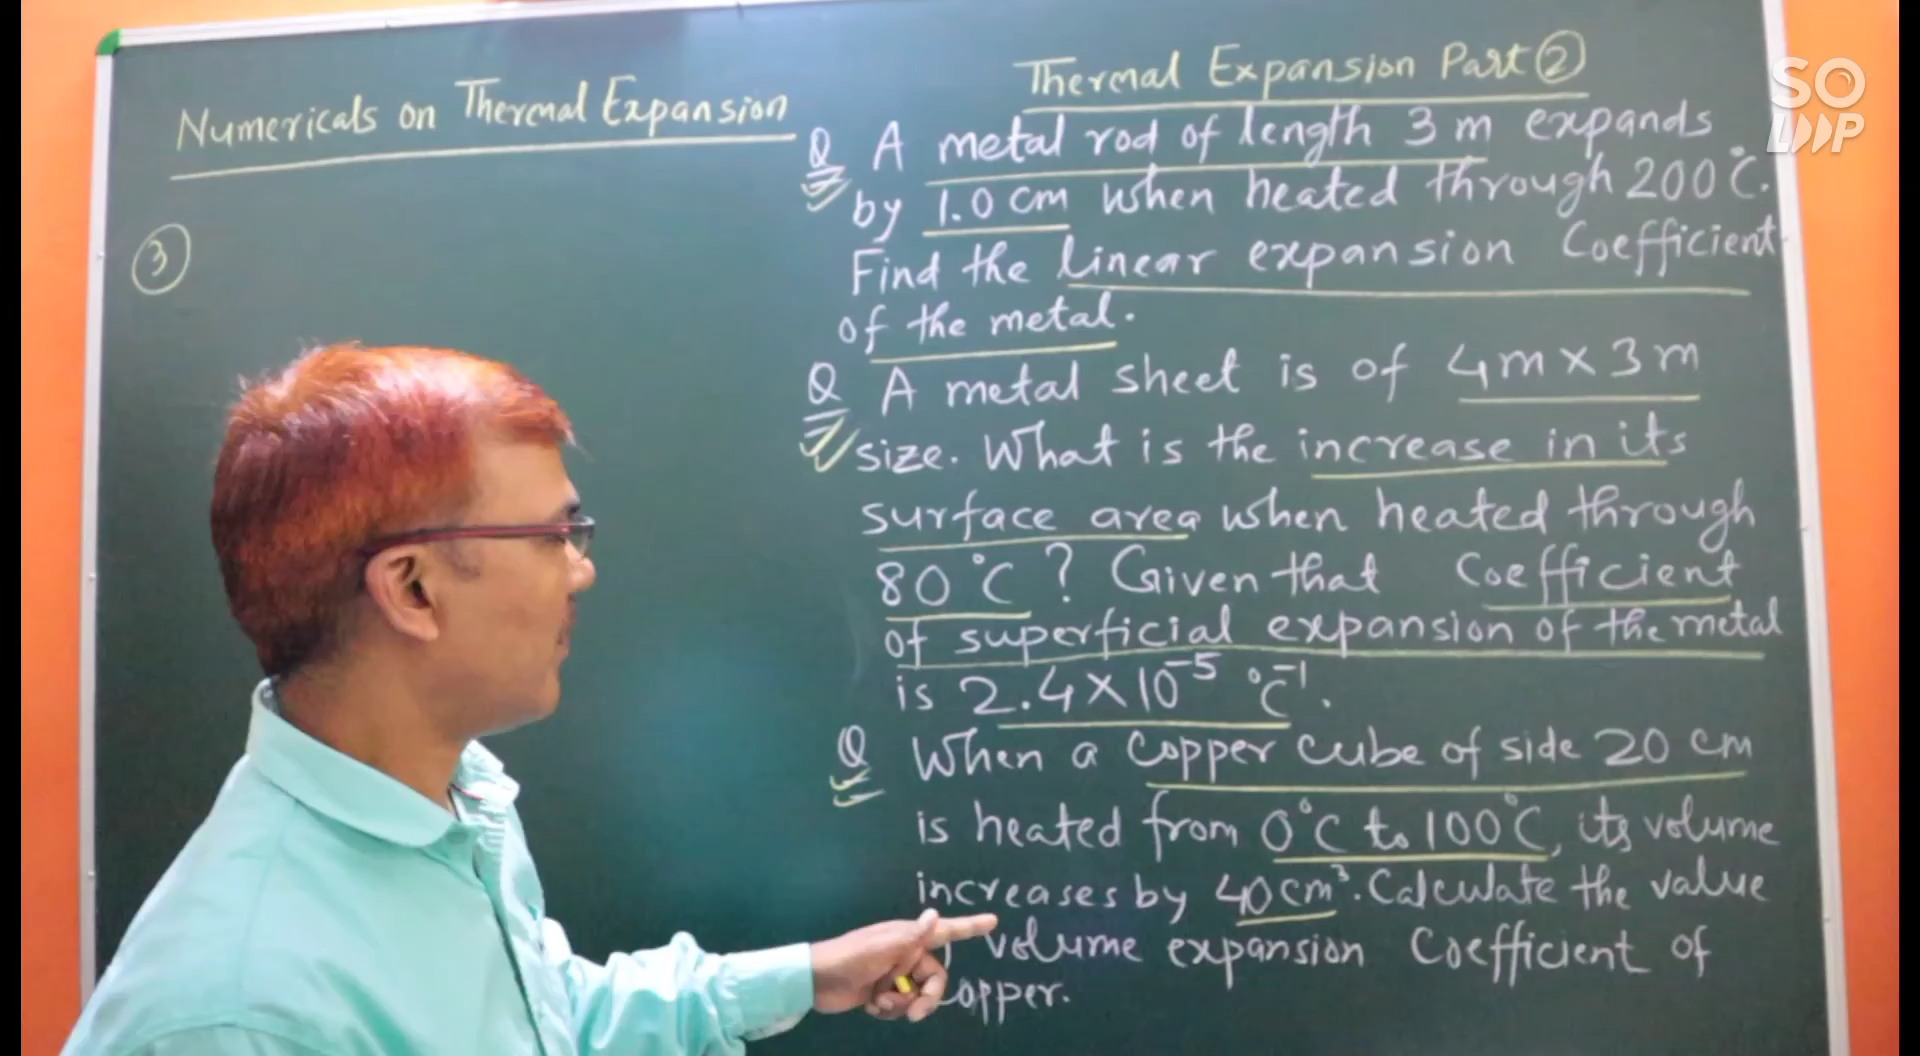 Numericals on Thermal Expansion
3
Thermal Expansion Part 2
Q A metal rod of length 3 m expands
by 1.0 cm when heated through 200°C.
Find the linear expansion Coefficient
of the metal.
Q A metal sheet is of 4m × 3m
size. What is the increase in its
surface area when heated through
80°C? Given that Coefficient
of superficial expansion of the metal
is 2.4×10⁻⁵ °C⁻¹.
Q When a copper cube of side 20 cm
is heated from 0°C to 100°C, its volume
increases by 40cm³. Calculate the value
volume expansion Coefficient of
copper.
SO
LOOP